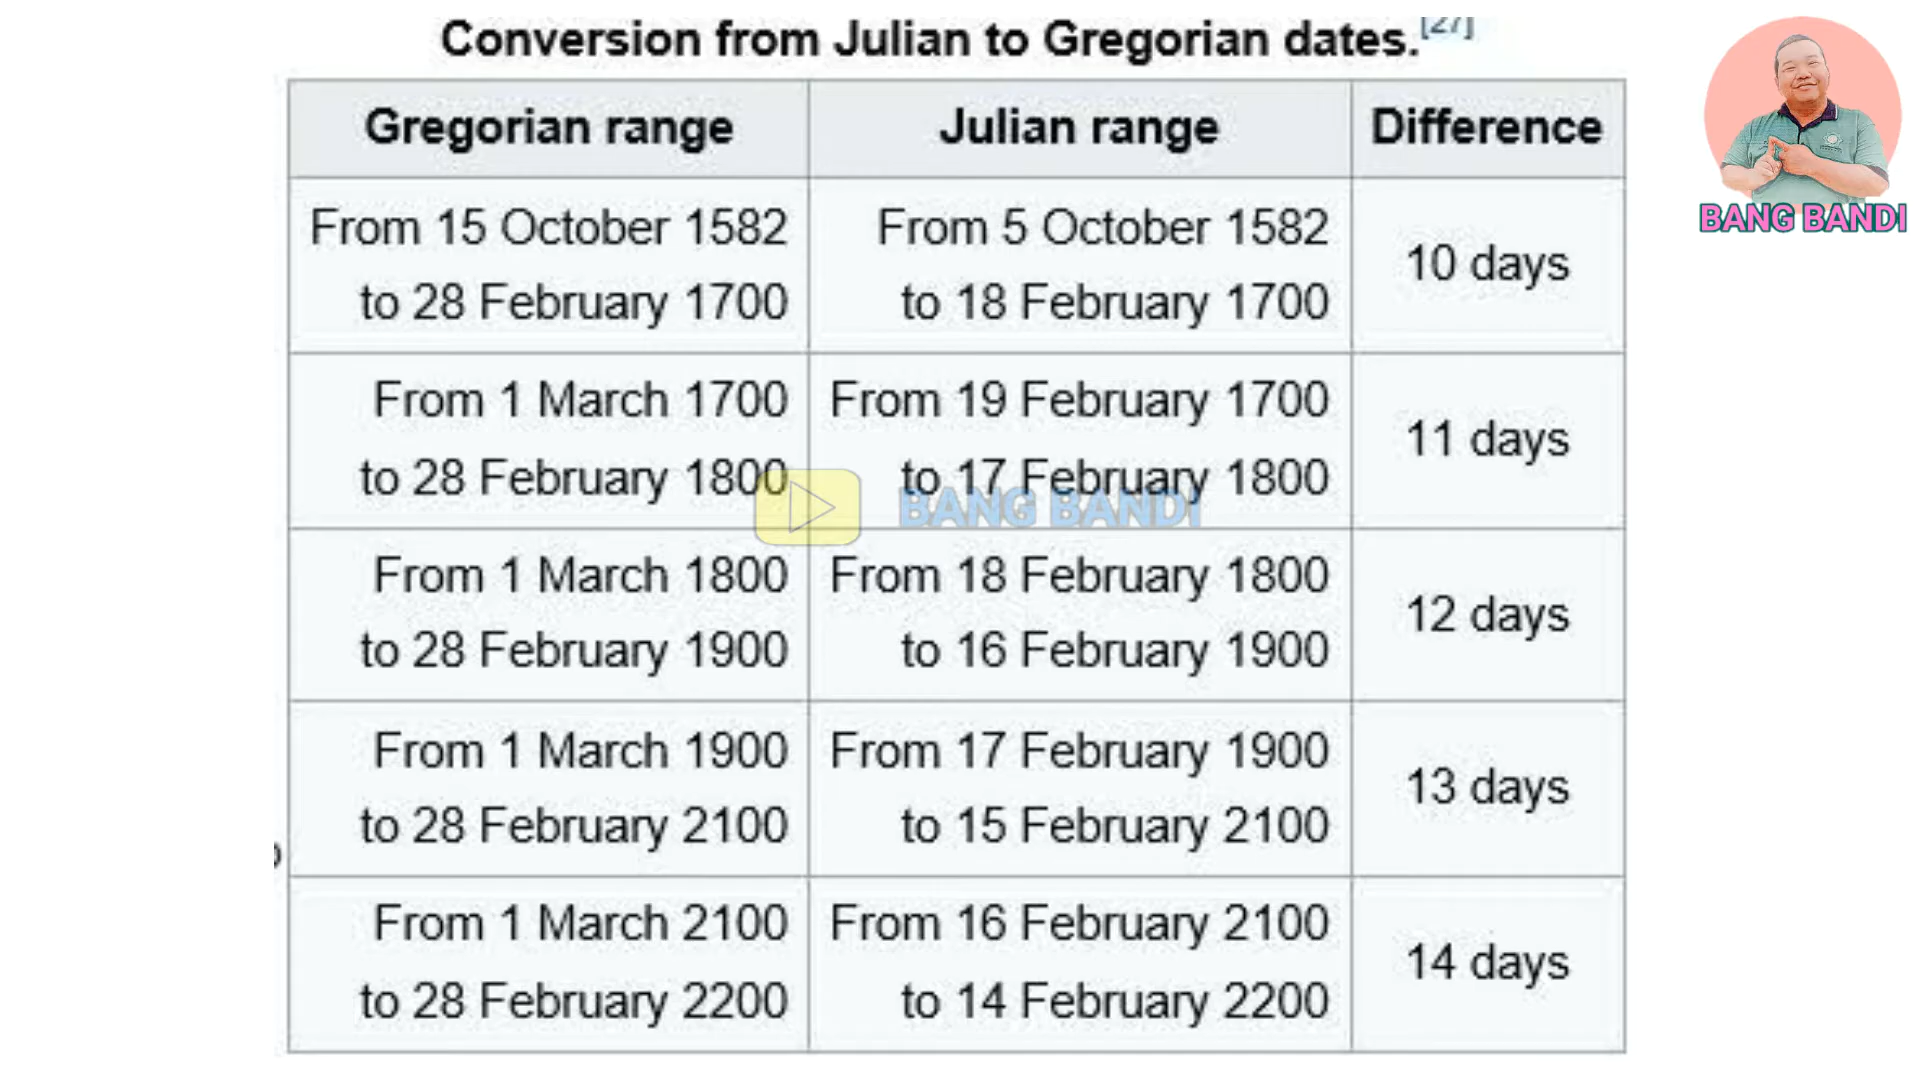 Conversion from Julian to Gregorian dates.[27]
Gregorian range Julian range Difference
From 15 October 1582
to 28 February 1700
From 5 October 1582
to 18 February 1700
10 days
From 1 March 1700
to 28 February 1800
From 19 February 1700
to 17 February 1800
11 days
From 1 March 1800
to 28 February 1900
From 18 February 1800
to 16 February 1900
12 days
From 1 March 1900
to 28 February 2100
From 17 February 1900
to 15 February 2100
13 days
From 1 March 2100
to 28 February 2200
From 16 February 2100
to 14 February 2200
14 days
BANG BANDI
BANG BANDI